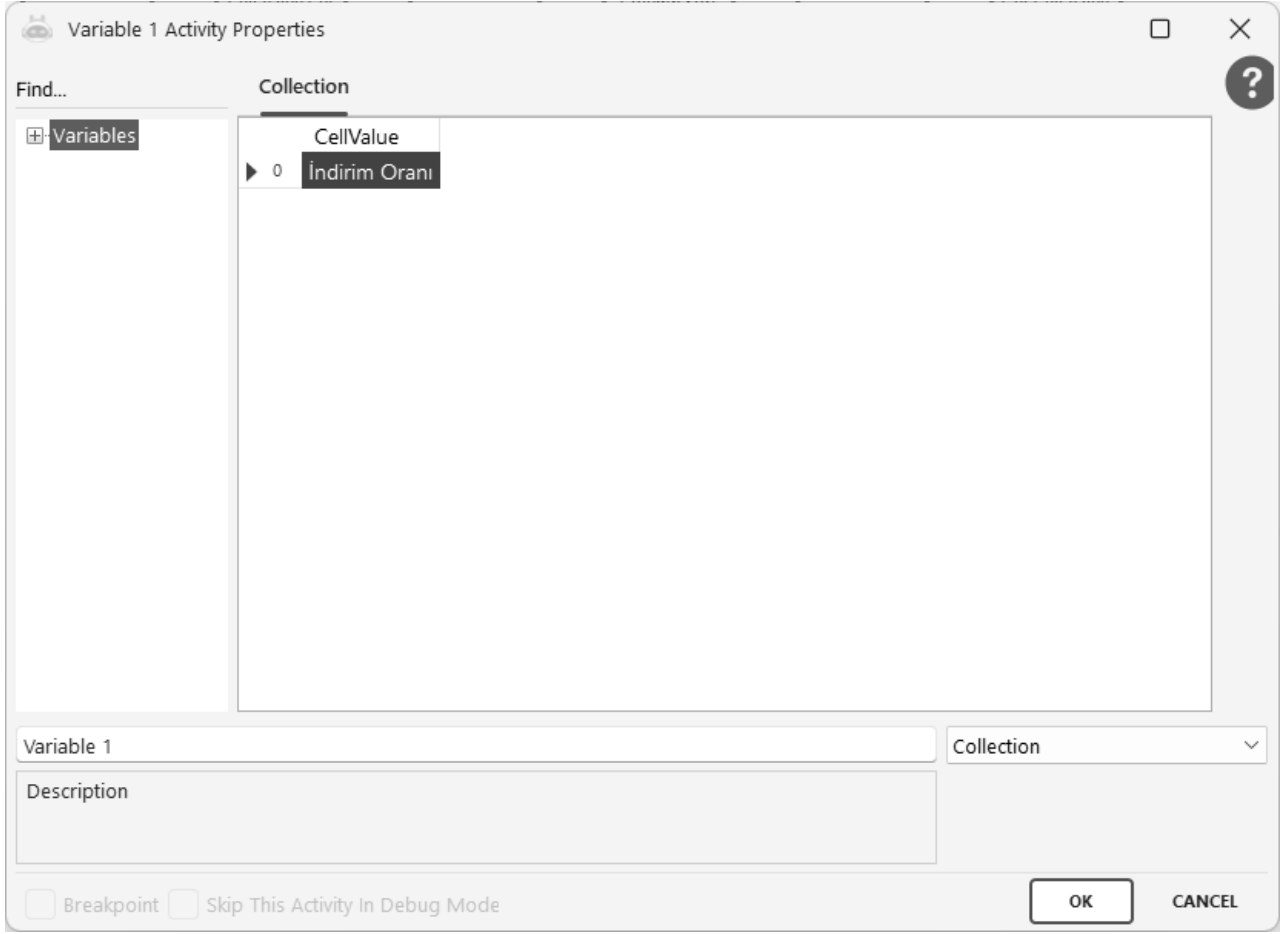 Variable 1 Activity Properties
Find...
Collection
?
Variables
CellValue
0 İndirim Oranı
Variable 1
Collection
Description
Breakpoint Skip This Activity In Debug Mode
OK CANCEL